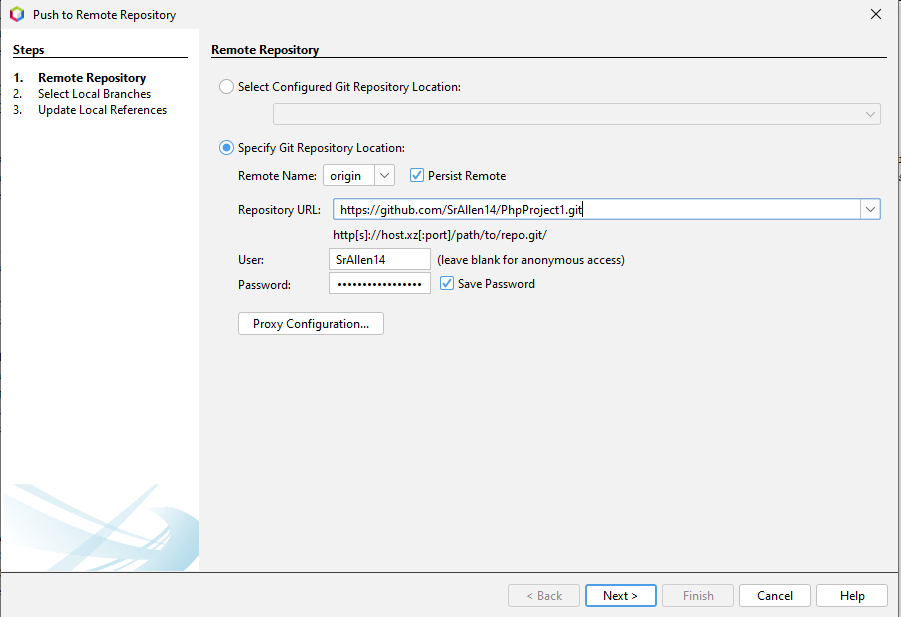 Push to Remote Repository
Steps
1. Remote Repository
2. Select Local Branches
3. Update Local References
Remote Repository
Select Configured Git Repository Location:
Specify Git Repository Location:
Remote Name: origin Persist Remote
Repository URL: https://github.com/SrAllen14/PhpProject1.git
http[s]://host.xz[:port]/path/to/repo.git/
User: SrAllen14 (leave blank for anonymous access)
Password: ••••••••••••••••• Save Password
Proxy Configuration...
< Back Next > Finish Cancel Help